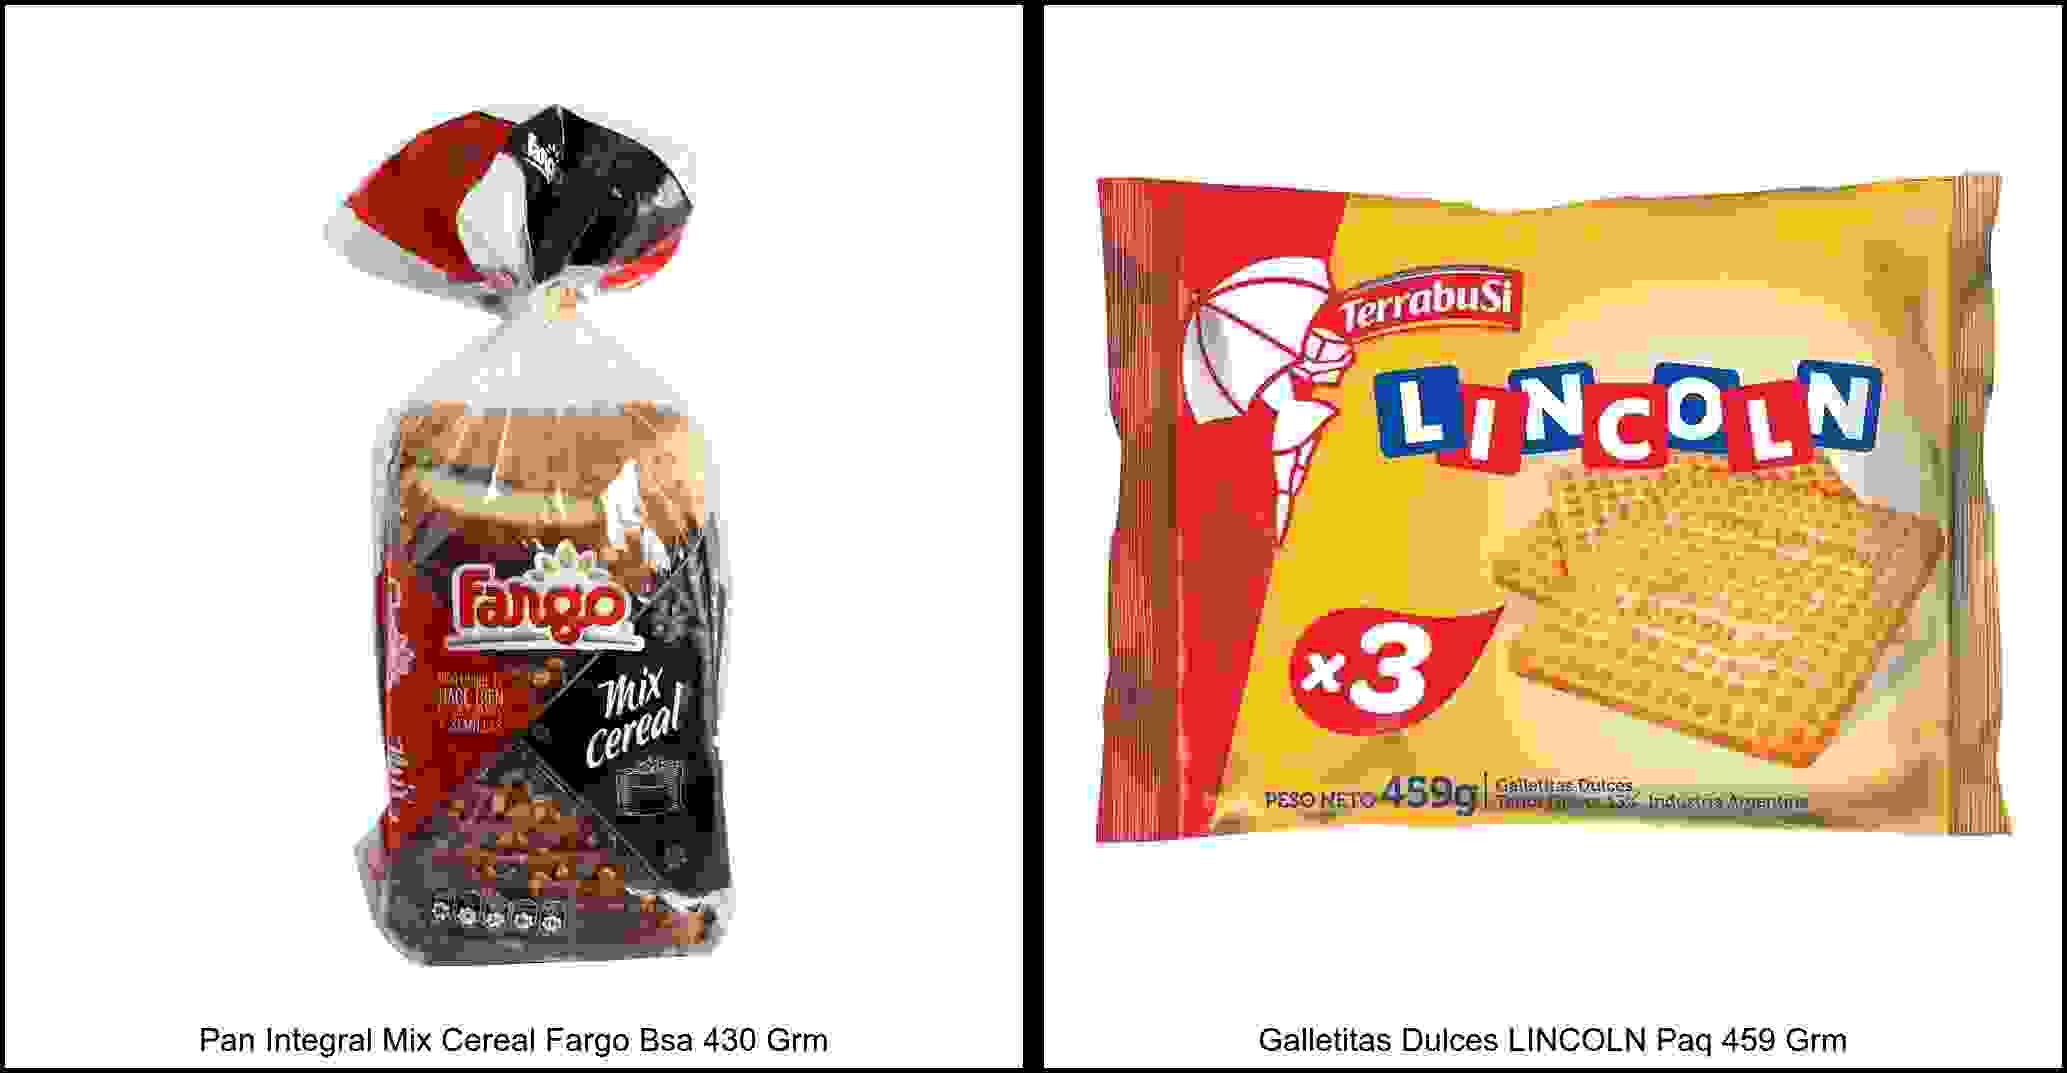 Fargo
mix
cereal
Pan Integral Mix Cereal Fargo Bsa 430 Grm
TerrabuSi
LINCOLN
x3
PESO NETO 459g
Galletitas Dulces
Industria Argentina
Galletitas Dulces LINCOLN Paq 459 Grm